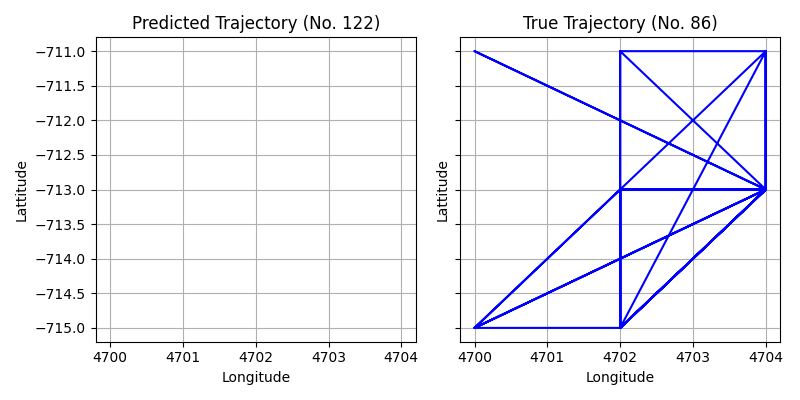 Predicted Trajectory (No. 122)
−711.0
−711.5
−712.0
−712.5
−713.0
−713.5
−714.0
−714.5
−715.0
Lattitude
4700 4701 4702 4703 4704
Longitude
True Trajectory (No. 86)
Lattitude
4700 4701 4702 4703 4704
Longitude